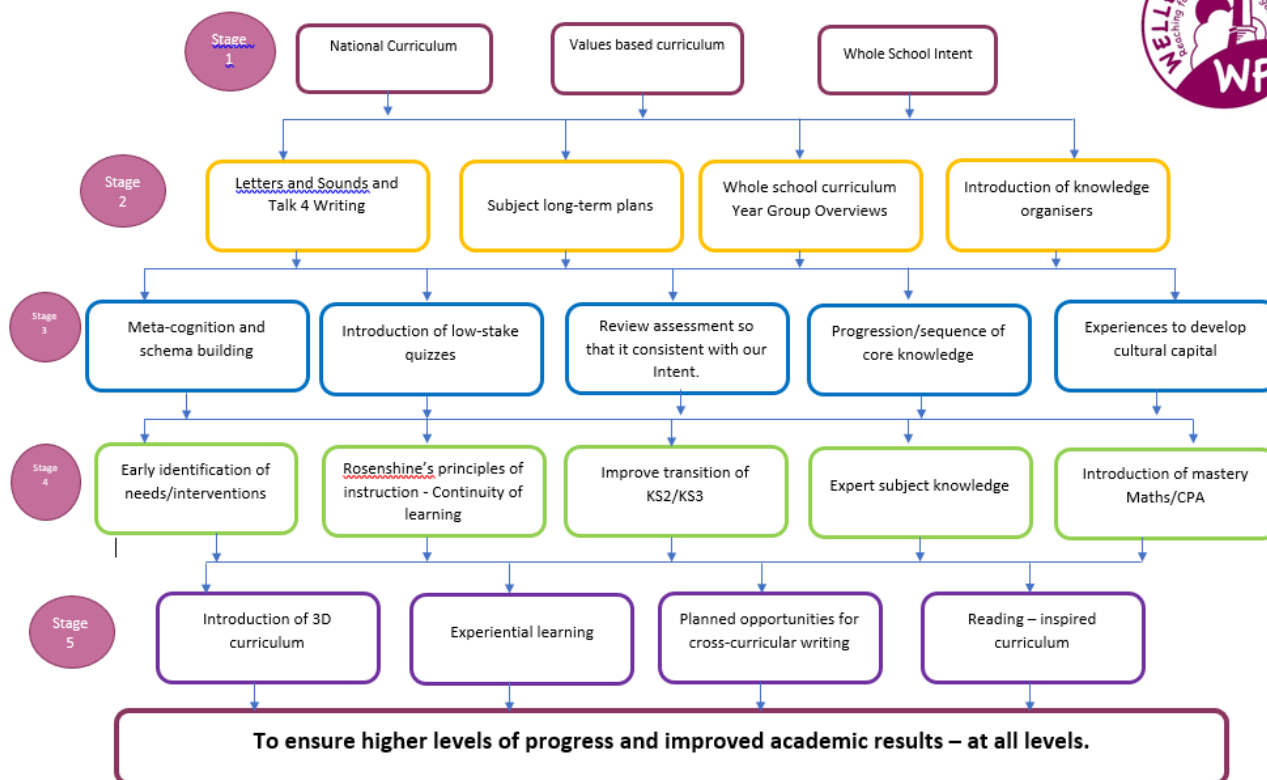 WELLE
Reaching fo
WP
Stage
1
National Curriculum
Values based curriculum
Whole School Intent
Stage
2
Letters and Sounds and
Talk 4 Writing
Subject long-term plans
Whole school curriculum
Year Group Overviews
Introduction of knowledge
organisers
Stage
3
Meta-cognition and
schema building
Introduction of low-stake
quizzes
Review assessment so
that it consistent with our
Intent.
Progression/sequence of
core knowledge
Experiences to develop
cultural capital
Stage
4
Early identification of
needs/interventions
Rosenshine’s principles of
instruction - Continuity of
learning
Improve transition of
KS2/KS3
Expert subject knowledge
Introduction of mastery
Maths/CPA
Stage
5
Introduction of 3D
curriculum
Experiential learning
Planned opportunities for
cross-curricular writing
Reading – inspired
curriculum
To ensure higher levels of progress and improved academic results – at all levels.